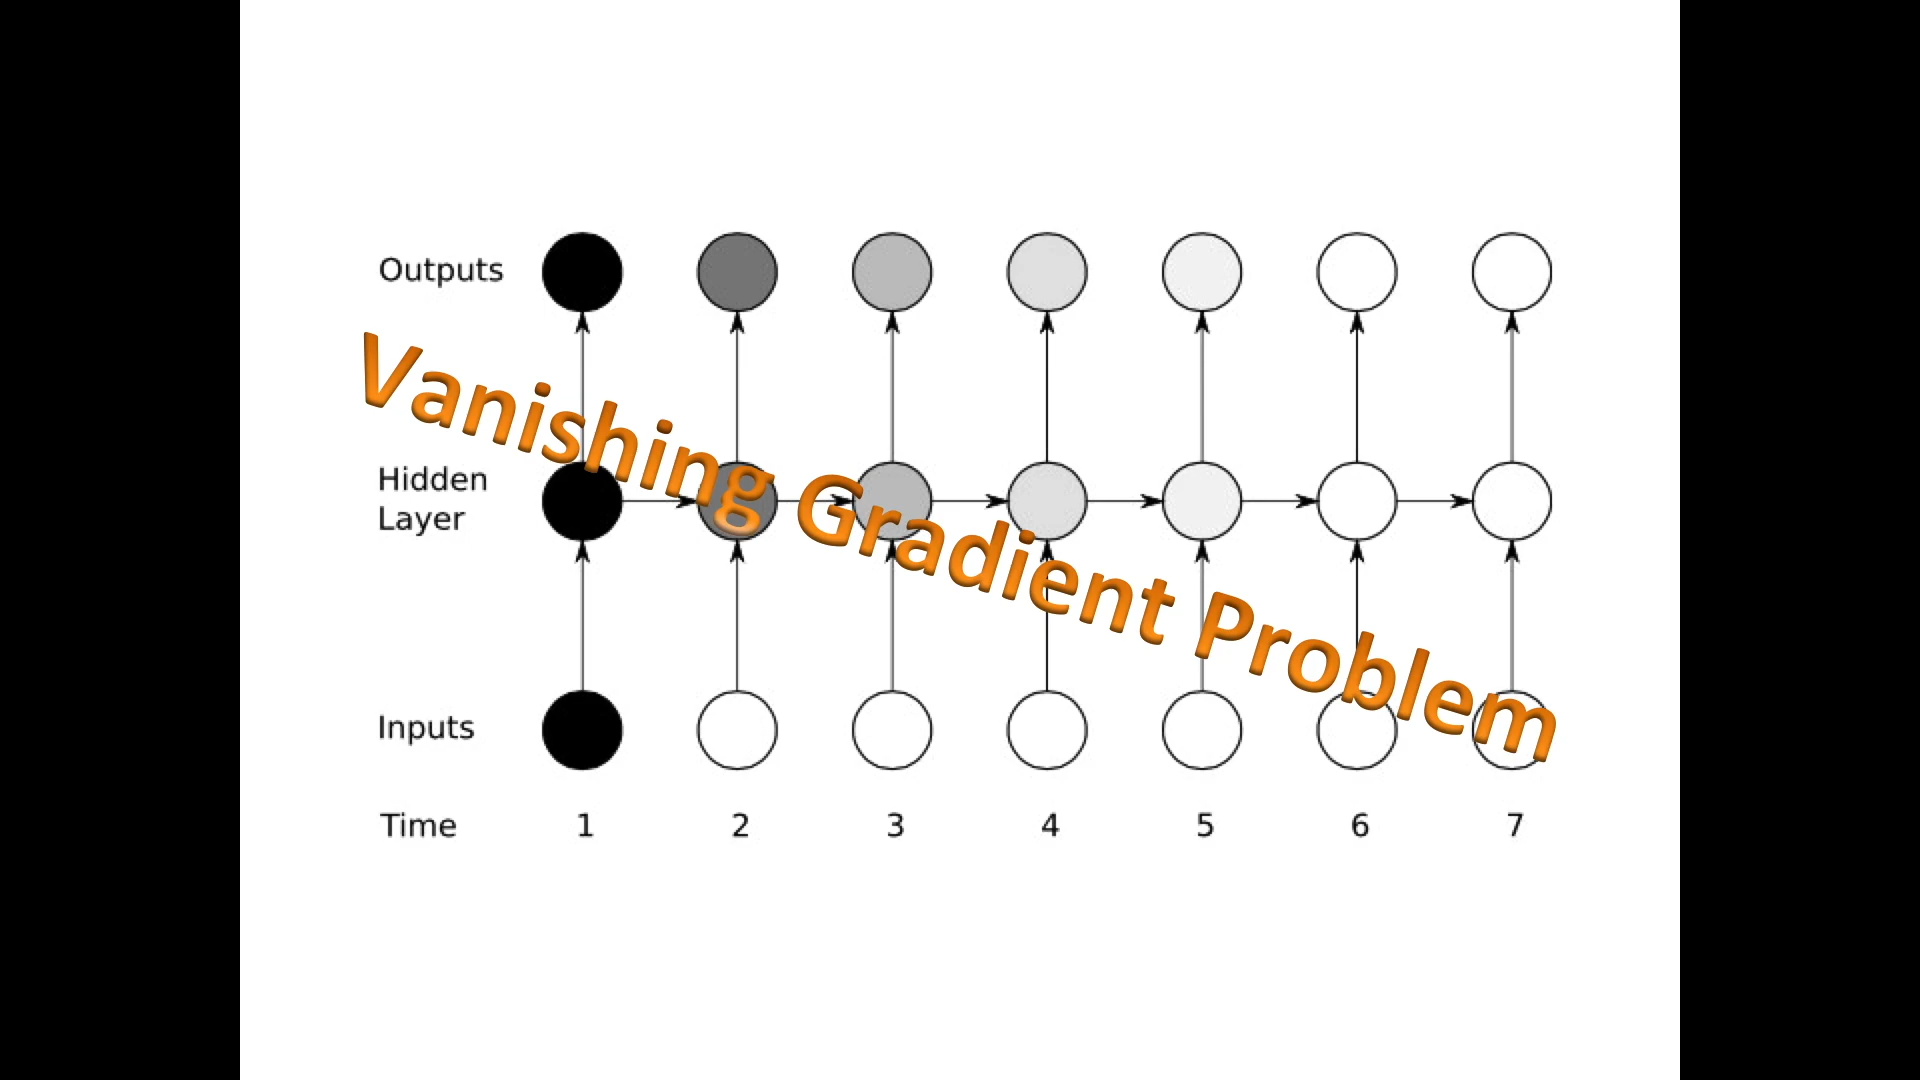 Outputs
Vanishing Gradient Problem
Hidden
Layer
Inputs
Time 1 2 3 4 5 6 7